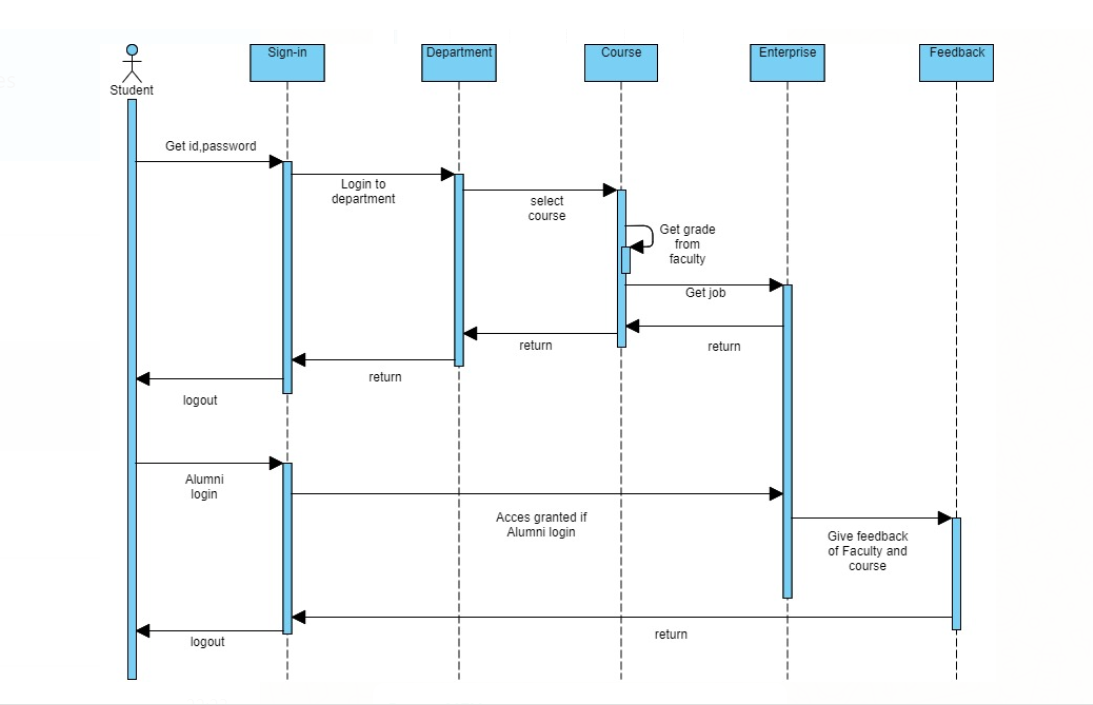 Sign-in
Department
Course
Enterprise
Feedback
Student
Get id,password
Login to
department
select
course
Get grade
from
faculty
Get job
return
return
return
logout
Alumni
login
Acces granted if
Alumni login
Give feedback
of Faculty and
course
return
logout